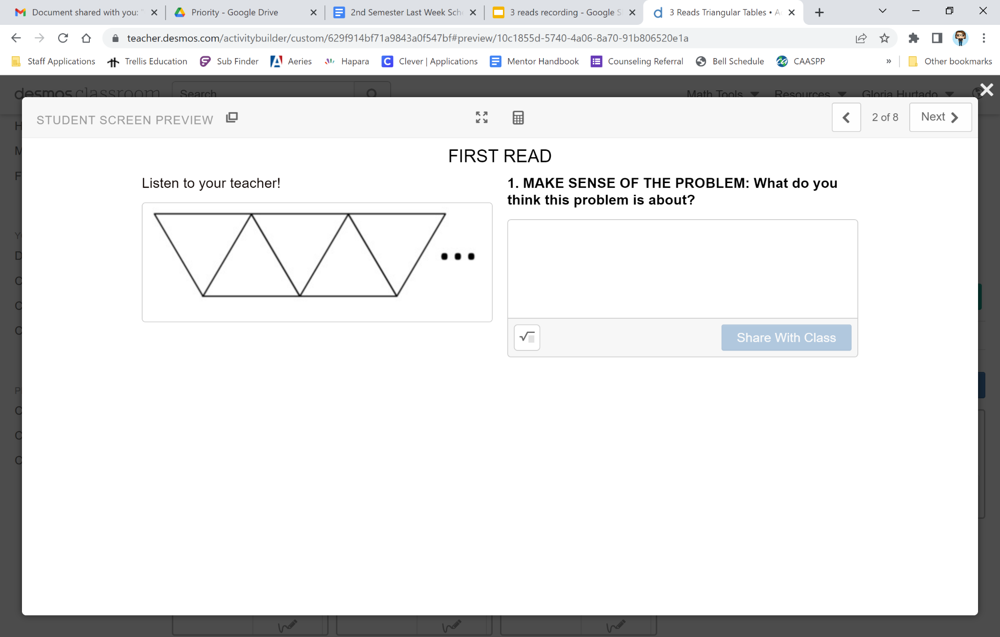 Document shared with you: "
Priority - Google Drive
2nd Semester Last Week Sch
3 reads recording - Google S
3 Reads Triangular Tables • A
teacher.desmos.com/activitybuilder/custom/629f914bf71a9843a0f547bf#preview/10c1855d-5740-4a06-8a70-91b806520e1a
Staff Applications
Trellis Education
Sub Finder
Aeries
Hapara
Clever | Applications
Mentor Handbook
Counseling Referral
Bell Schedule
CAASPP
»
Other bookmarks
desmos classroom
Search
Math Tools
Resources
Gloria Hurtado
STUDENT SCREEN PREVIEW
2 of 8
Next
FIRST READ
Listen to your teacher!
1. MAKE SENSE OF THE PROBLEM: What do you
think this problem is about?
Share With Class